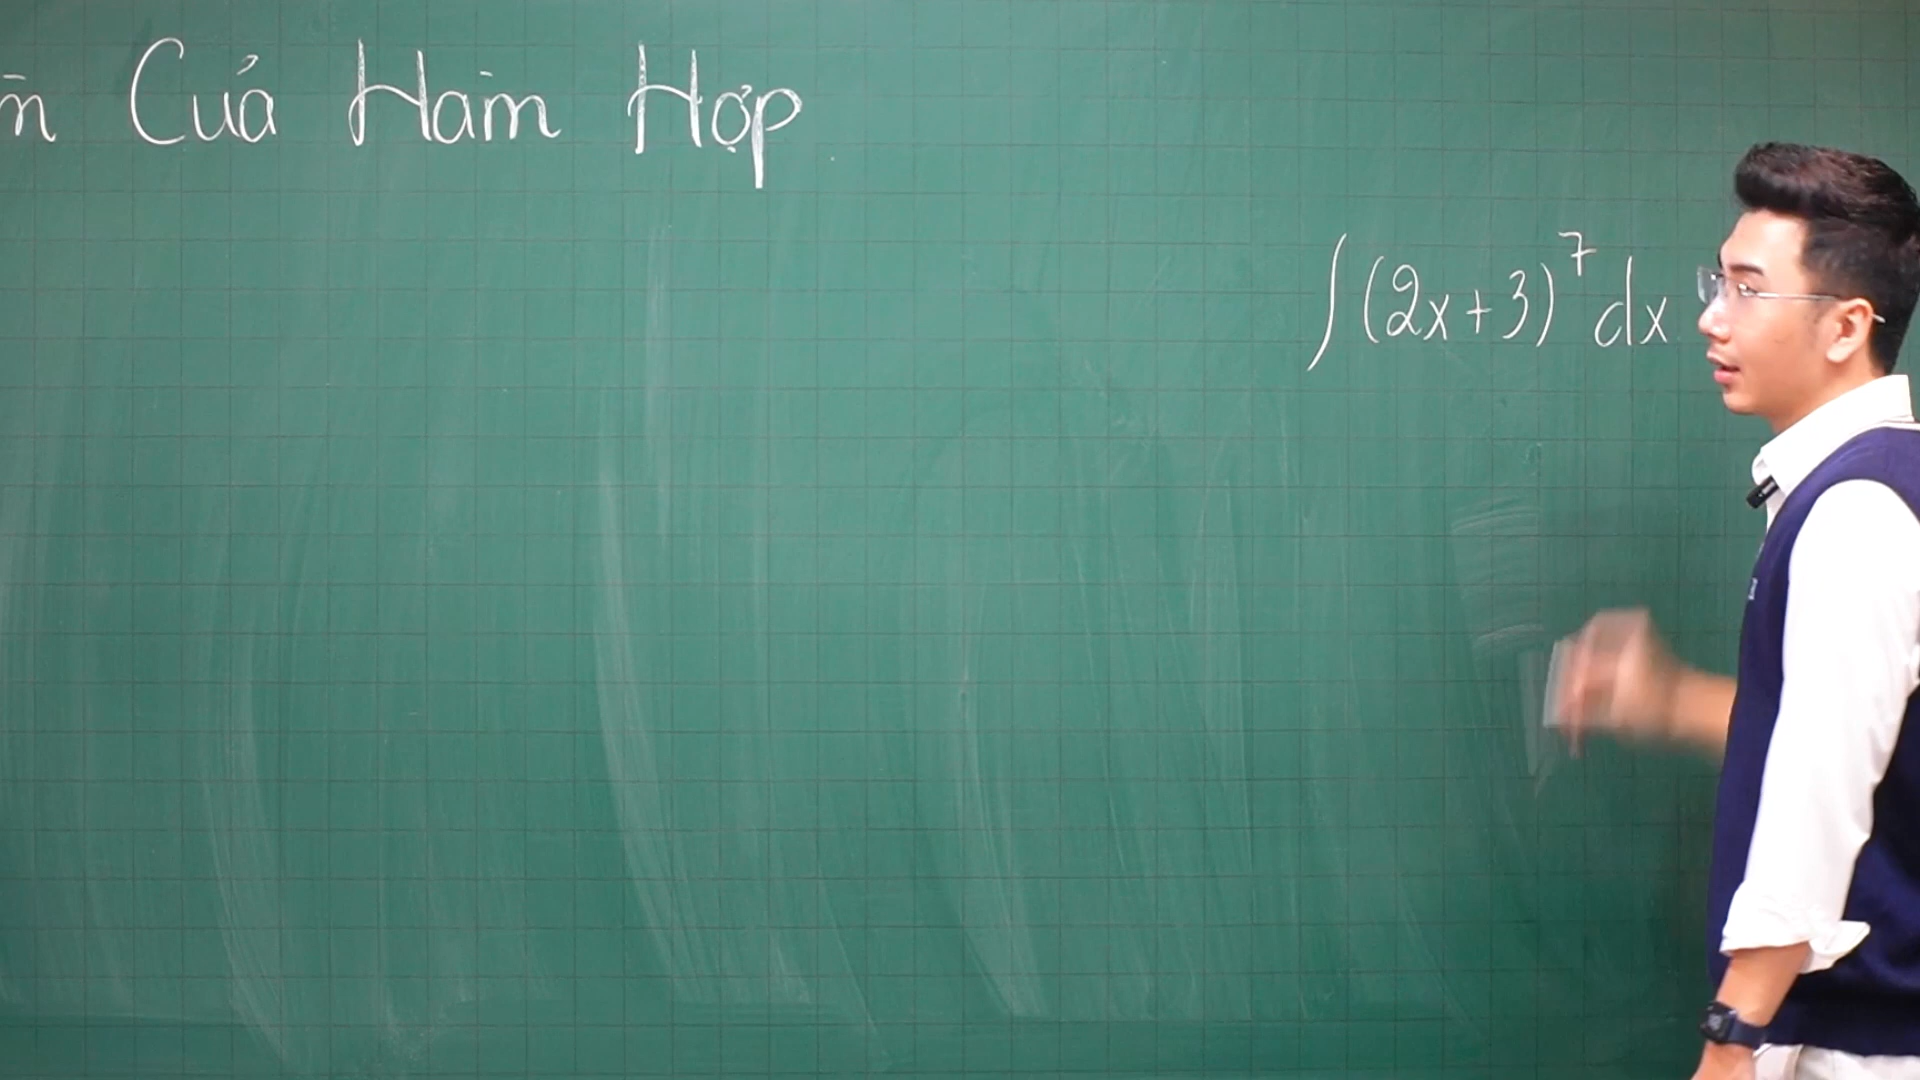 Của Hàm Hợp
∫(2x+3)⁷dx